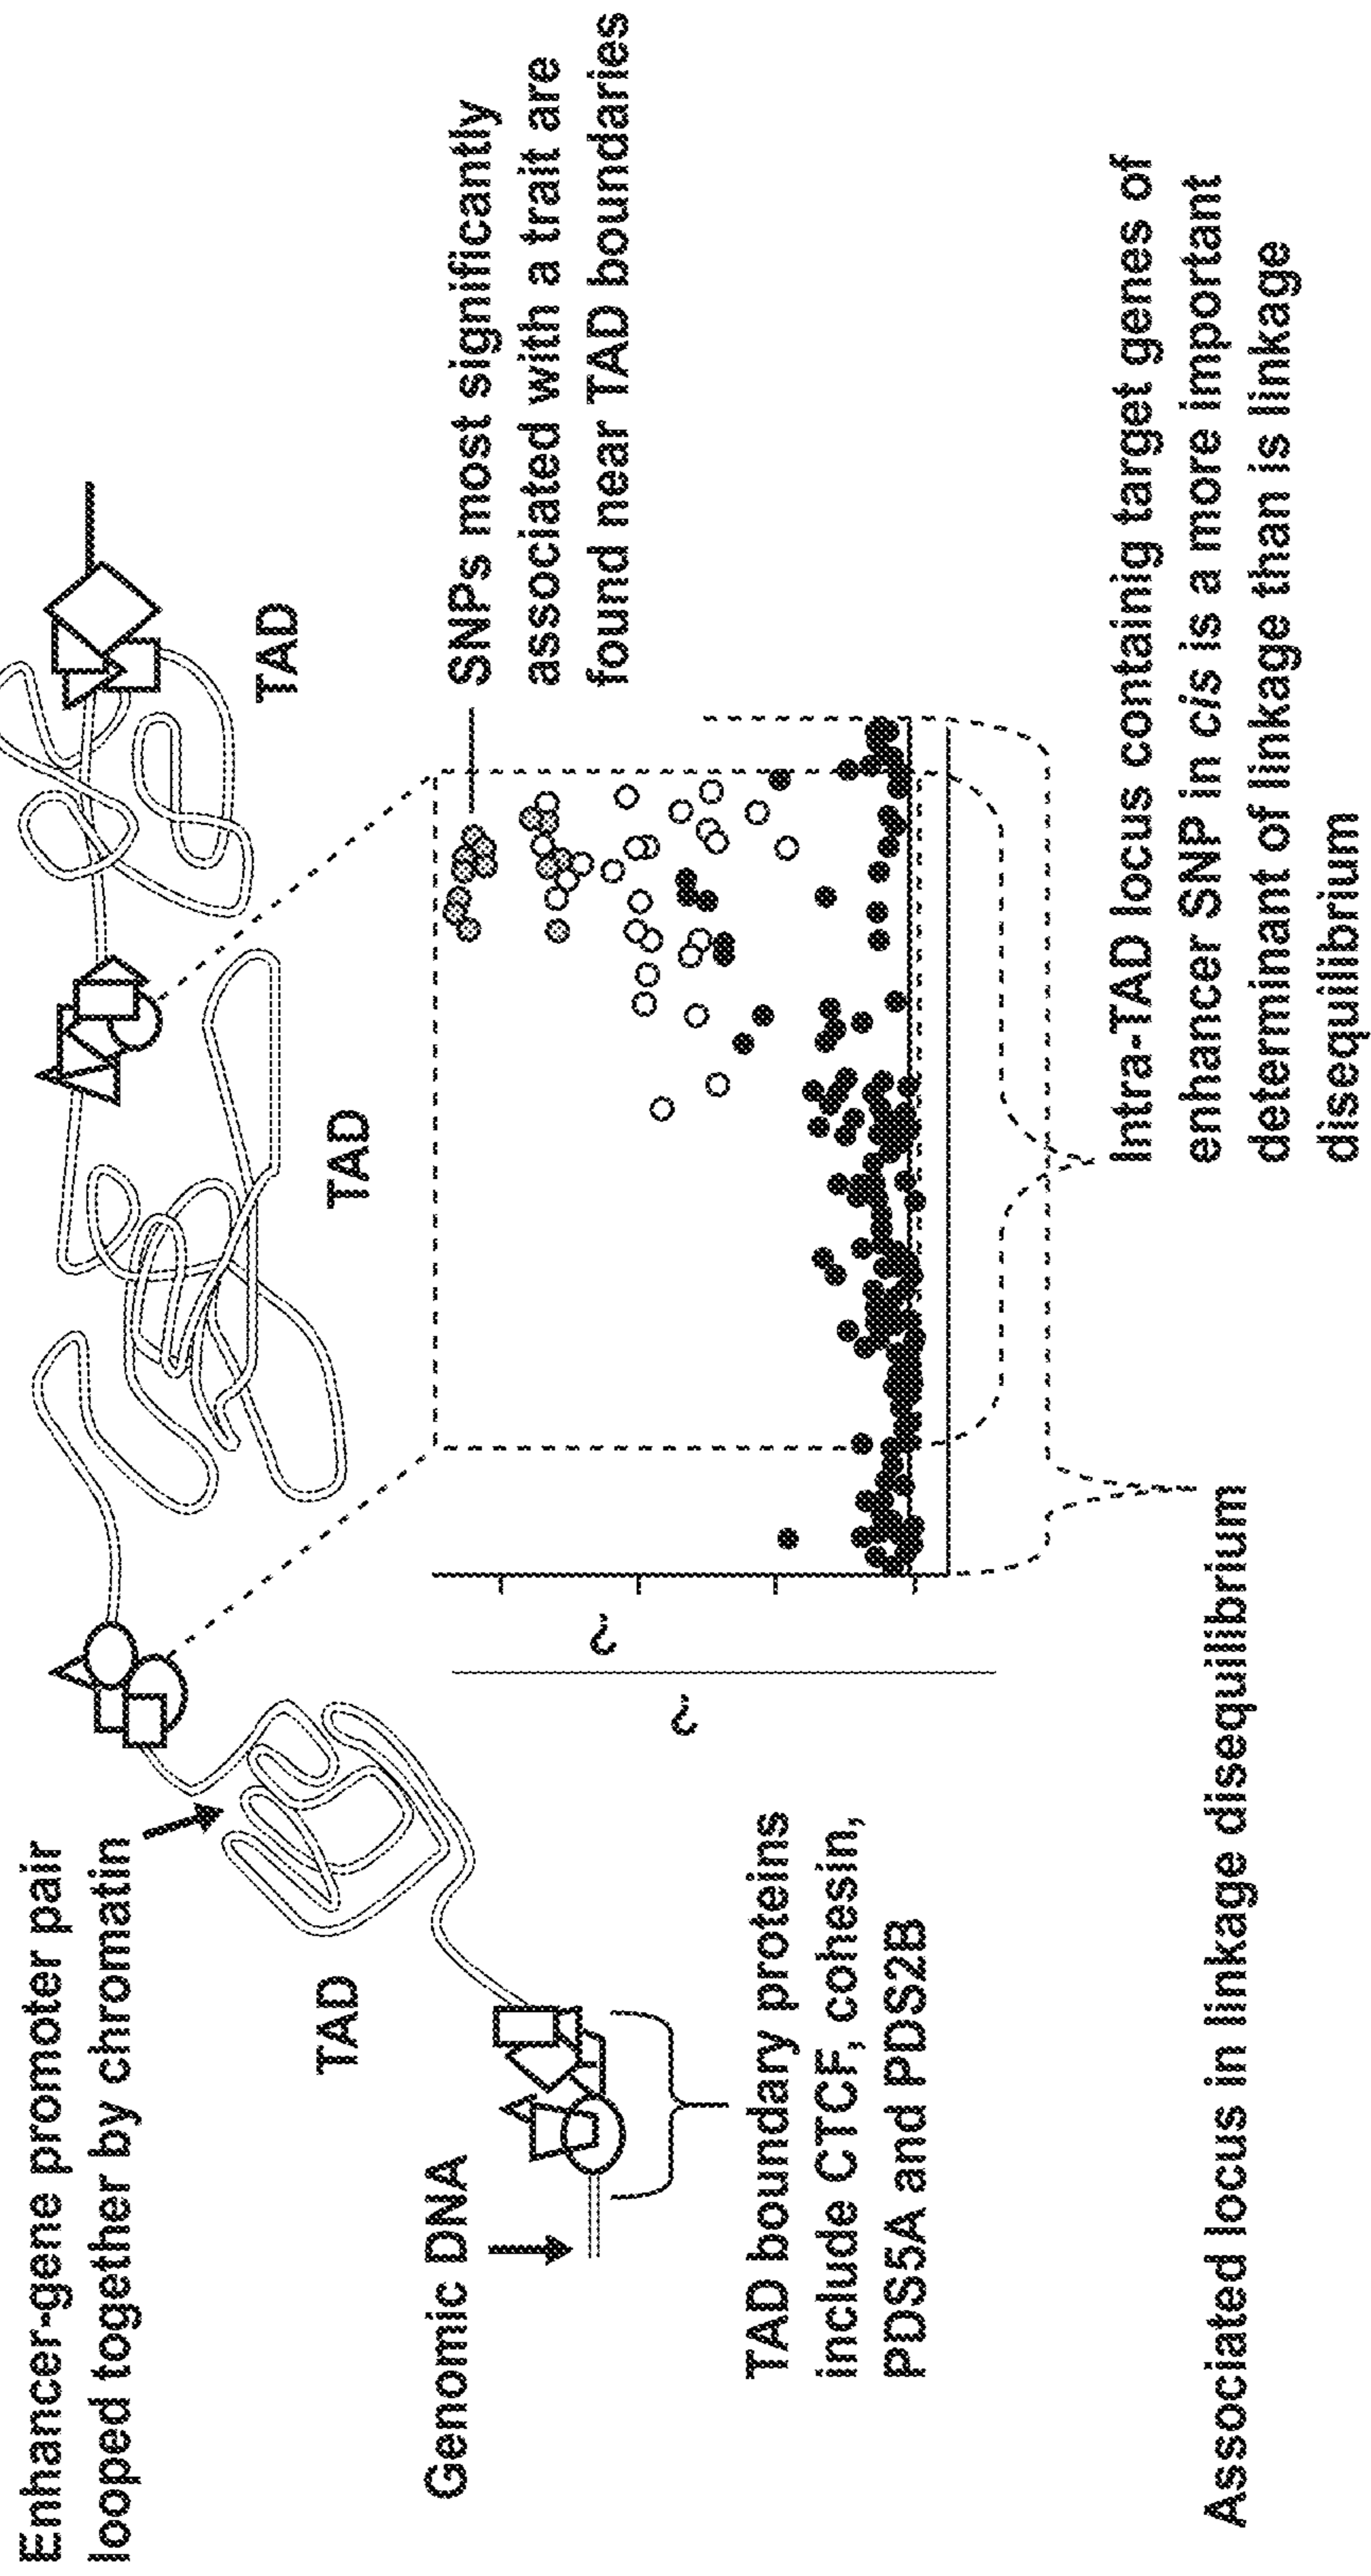 Enhancer-gene promoter pair
looped together by chromatin
TAD
TAD
TAD
Genomic DNA
TAD boundary proteins
include CTCF, cohesin,
PDS5A and PDS2B
?
?
SNPs most significantly
associated with a trait are
found near TAD boundaries
Intra-TAD locus containig target genes of
enhancer SNP in cis is a more important
determinant of linkage than is linkage
disequilibrium
Associated locus in linkage disequilibrium